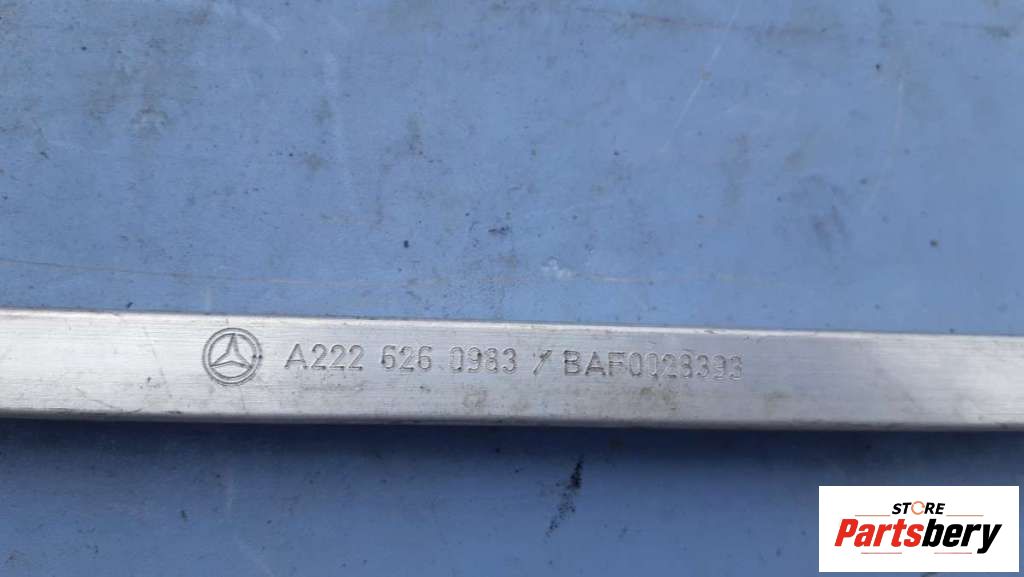 A222 626 0983 / BAF0028393
STORE
Partsbery